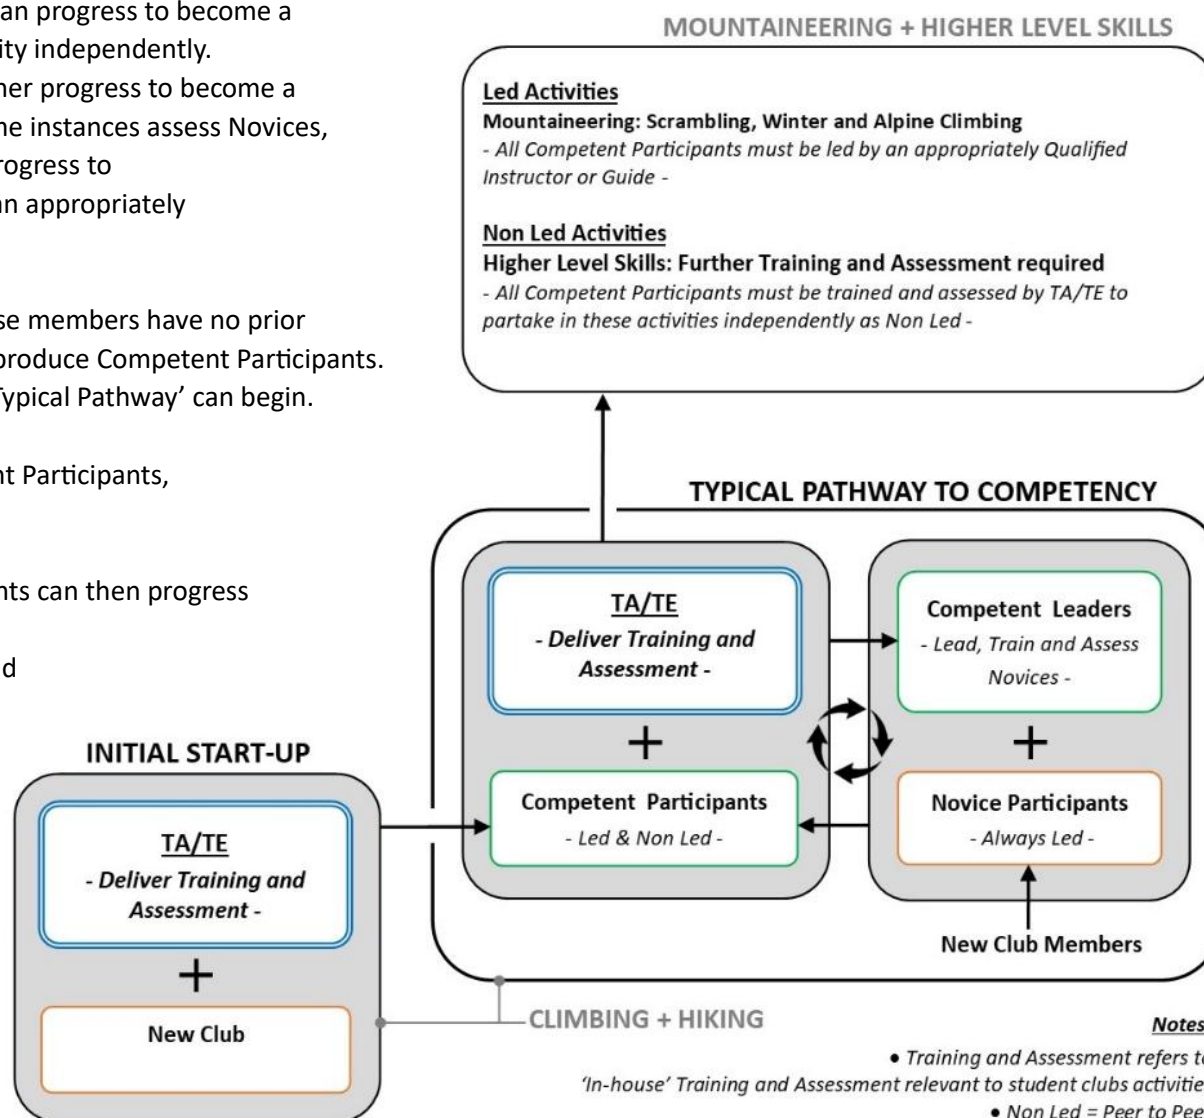 an progress to become a
ity independently.
her progress to become a
ne instances assess Novices,
rogress to
an appropriately
se members have no prior
produce Competent Participants.
Typical Pathway’ can begin.
nt Participants,
nts can then progress
d
MOUNTAINEERING + HIGHER LEVEL SKILLS
Led Activities
Mountaineering: Scrambling, Winter and Alpine Climbing
- All Competent Participants must be led by an appropriately Qualified
Instructor or Guide -
Non Led Activities
Higher Level Skills: Further Training and Assessment required
- All Competent Participants must be trained and assessed by TA/TE to
partake in these activities independently as Non Led -
TYPICAL PATHWAY TO COMPETENCY
TA/TE
- Deliver Training and
Assessment -
+
Competent Participants
- Led & Non Led -
Competent Leaders
- Lead, Train and Assess
Novices -
+
Novice Participants
- Always Led -
New Club Members
INITIAL START-UP
TA/TE
- Deliver Training and
Assessment -
+
New Club
CLIMBING + HIKING
Notes
● Training and Assessment refers to
‘In-house’ Training and Assessment relevant to student clubs activitie
● Non Led = Peer to Pee